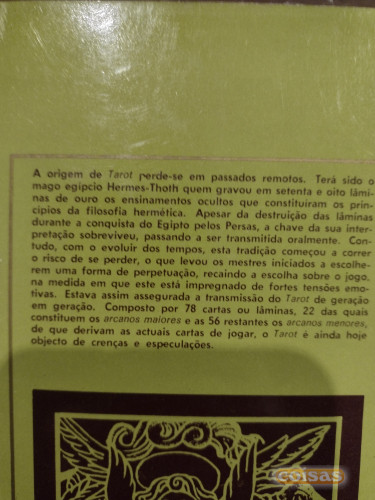 A origem de Tarot perde-se em passados remotos. Terá sido o
mago egípcio Hermes-Thoth quem gravou em setenta e oito lâmi-
nas de ouro os ensinamentos ocultos que constituíram os prin-
cípios da filosofia hermética. Apesar da destruição das lâminas
durante a conquista do Egipto pelos Persas, a chave da sua inter-
pretação sobreviveu, passando a ser transmitida oralmente. Con-
tudo, com o evoluir dos tempos, esta tradição começou a correr
o risco de se perder, o que levou os mestres iniciados a escolhe-
rem uma forma de perpetuação, recaindo a escolha sobre o jogo,
na medida em que este está impregnado de fortes tensões emo-
tivas. Estava assim assegurada a transmissão do Tarot de geração
em geração. Composto por 78 cartas ou lâminas, 22 das quais
constituem os arcanos maiores e as 56 restantes os arcanos menores,
de que derivam as actuais cartas de jogar, o Tarot é ainda hoje
objecto de crenças e especulações.
coisas